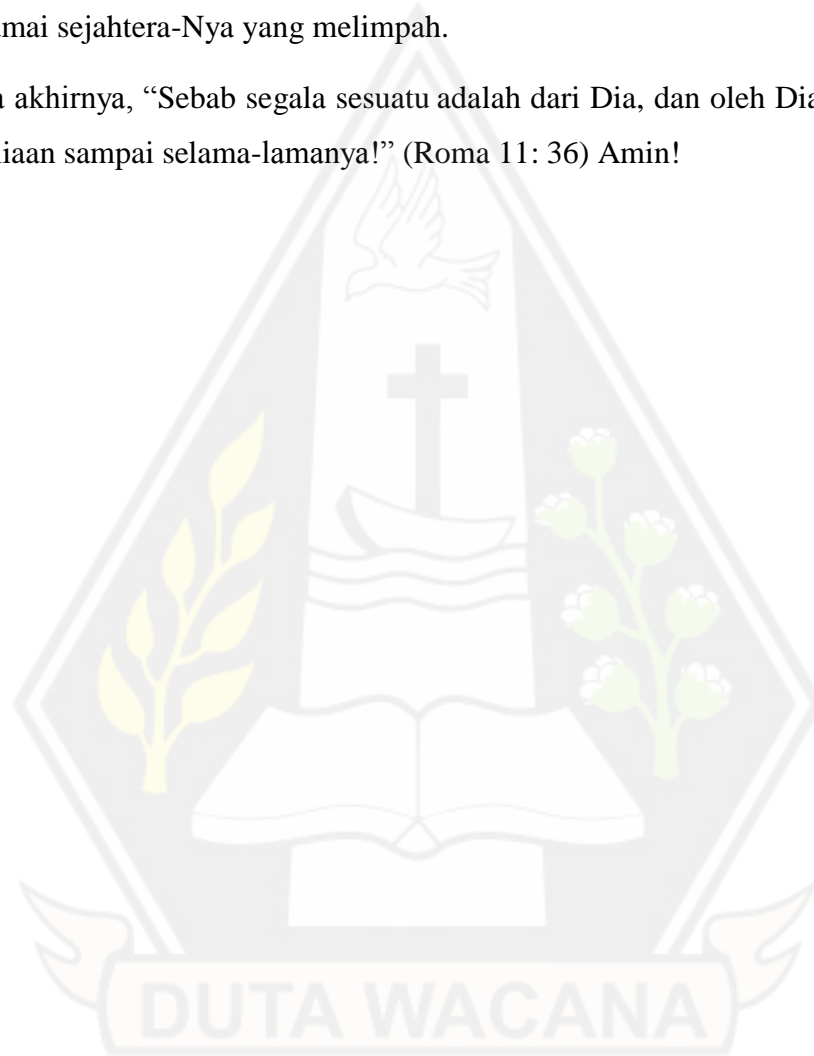 amai sejahtera-Nya yang melimpah.
a akhirnya, “Sebab segala sesuatu adalah dari Dia, dan oleh Dia
liaan sampai selama-lamanya!” (Roma 11: 36) Amin!
DUTA WACANA